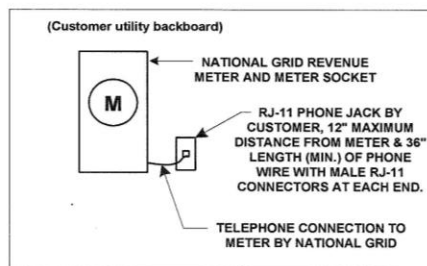 (Customer utility backboard)
NATIONAL GRID REVENUE
METER AND METER SOCKET
M
RJ-11 PHONE JACK BY
CUSTOMER, 12" MAXIMUM
DISTANCE FROM METER & 36"
LENGTH (MIN.) OF PHONE
WIRE WITH MALE RJ-11
CONNECTORS AT EACH END.
TELEPHONE CONNECTION TO
METER BY NATIONAL GRID